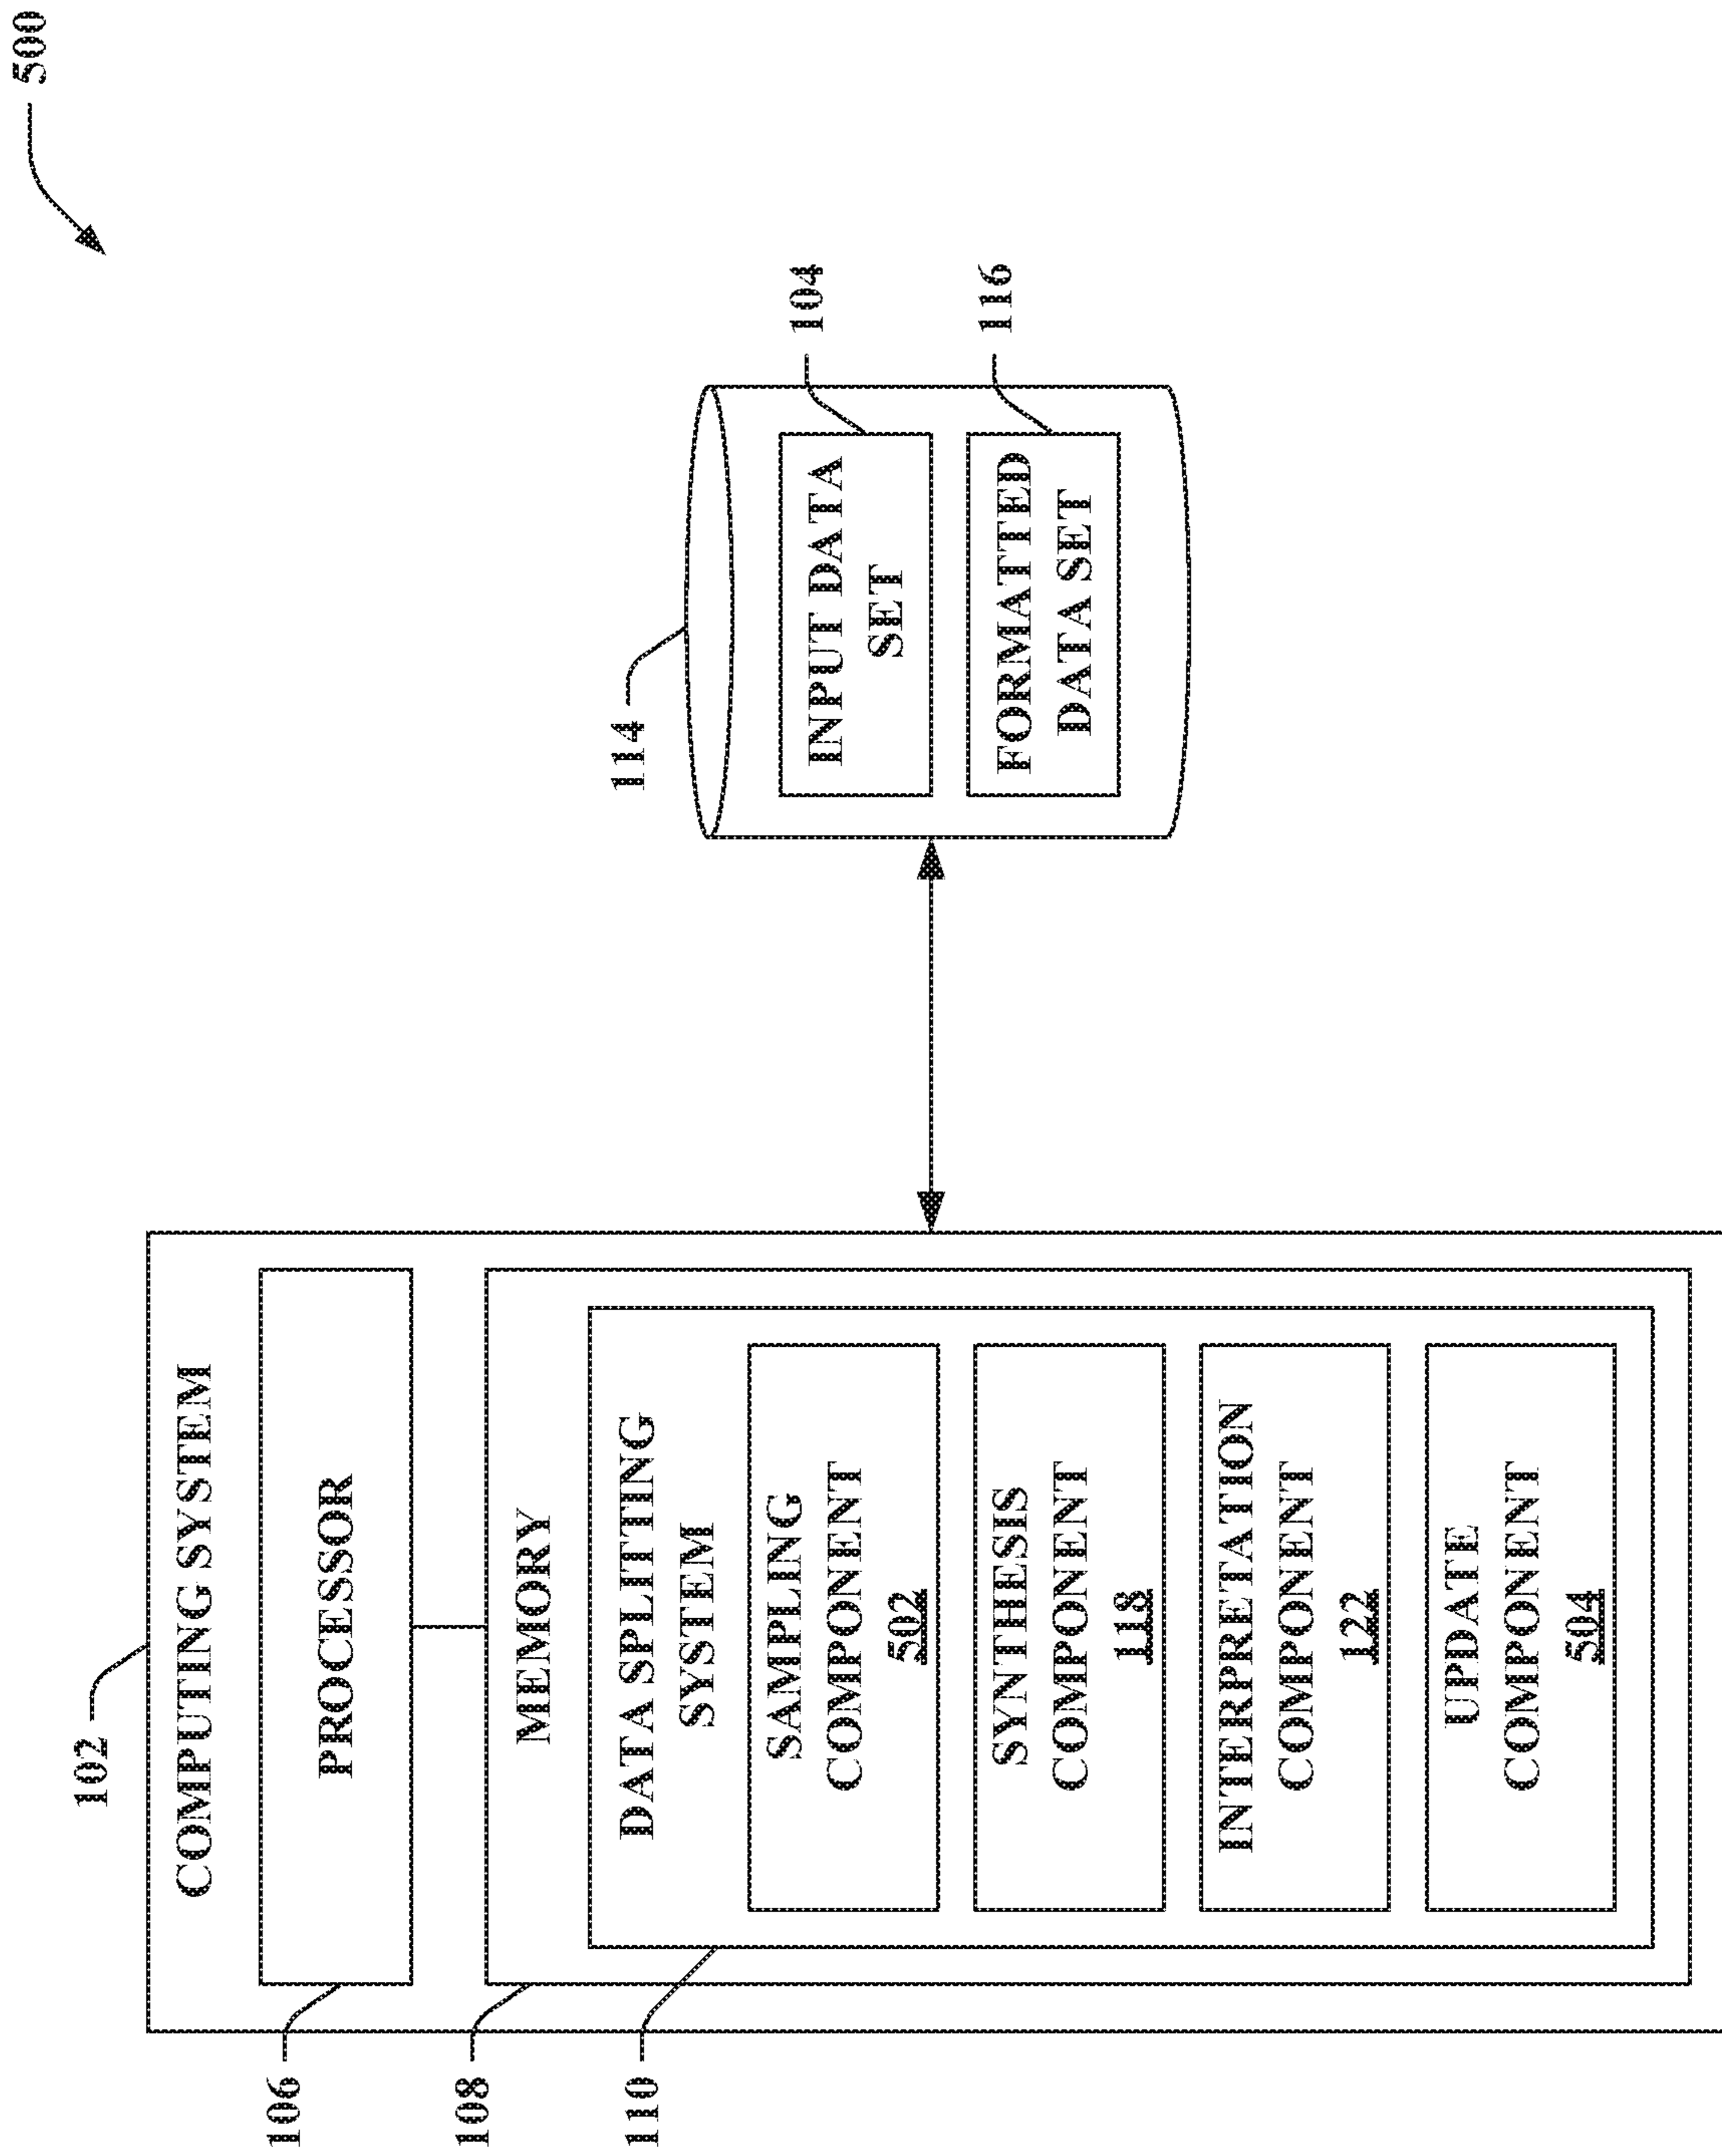 500
102
COMPUTING SYSTEM
106
PROCESSOR
108
MEMORY
110
DATA SPLITTING
SYSTEM
SAMPLING
COMPONENT
502
SYNTHESIS
COMPONENT
118
INTERPRETATION
COMPONENT
122
UPDATE
COMPONENT
504
114
104
INPUT DATA
SET
116
FORMATTED
DATA SET